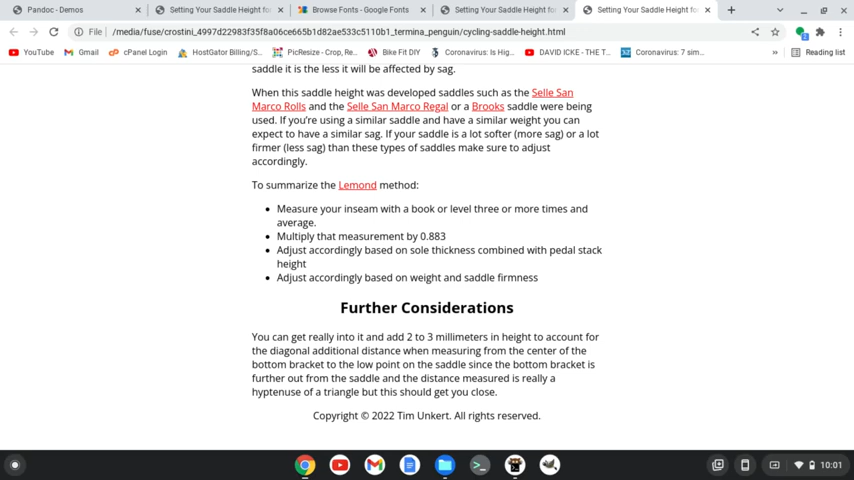 Pandoc - Demos
Setting Your Saddle Height fo
Browse Fonts - Google Fonts
Setting Your Saddle Height fo
Setting Your Saddle Height fo
File
/media/fuse/crostini_4997d22983f35f8a06ce665b1d82ae533c51110_termina_penguin/cycling-saddle-height.html
YouTube
Gmail
cPanel Login
HostGator Billing/S...
PicResize - Crop, Re...
Bike Fit DIY
Coronavirus: Is Hig...
DAVID ICKE - THE T...
Coronavirus: 7 sim...
»
Reading list
saddle it is the less it will be affected by sag.
When this saddle height was developed saddles such as the Selle San
Marco Rolls and the Selle San Marco Regal or a Brooks saddle were being
used. If you're using a similar saddle and have a similar weight you can
expect to have a similar sag. If your saddle is a lot softer (more sag) or a lot
firmer (less sag) than these types of saddles make sure to adjust
accordingly.
To summarize the Lemond method:
• Measure your inseam with a book or level three or more times and
average.
• Multiply that measurement by 0.883
• Adjust accordingly based on sole thickness combined with pedal stack
height
• Adjust accordingly based on weight and saddle firmness
Further Considerations
You can get really into it and add 2 to 3 millimeters in height to account for
the diagonal additional distance when measuring from the center of the
bottom bracket to the low point on the saddle since the bottom bracket is
further out from the saddle and the distance measured is really a
hyptenuse of a triangle but this should get you close.
Copyright © 2022 Tim Unkert. All rights reserved.
10:01